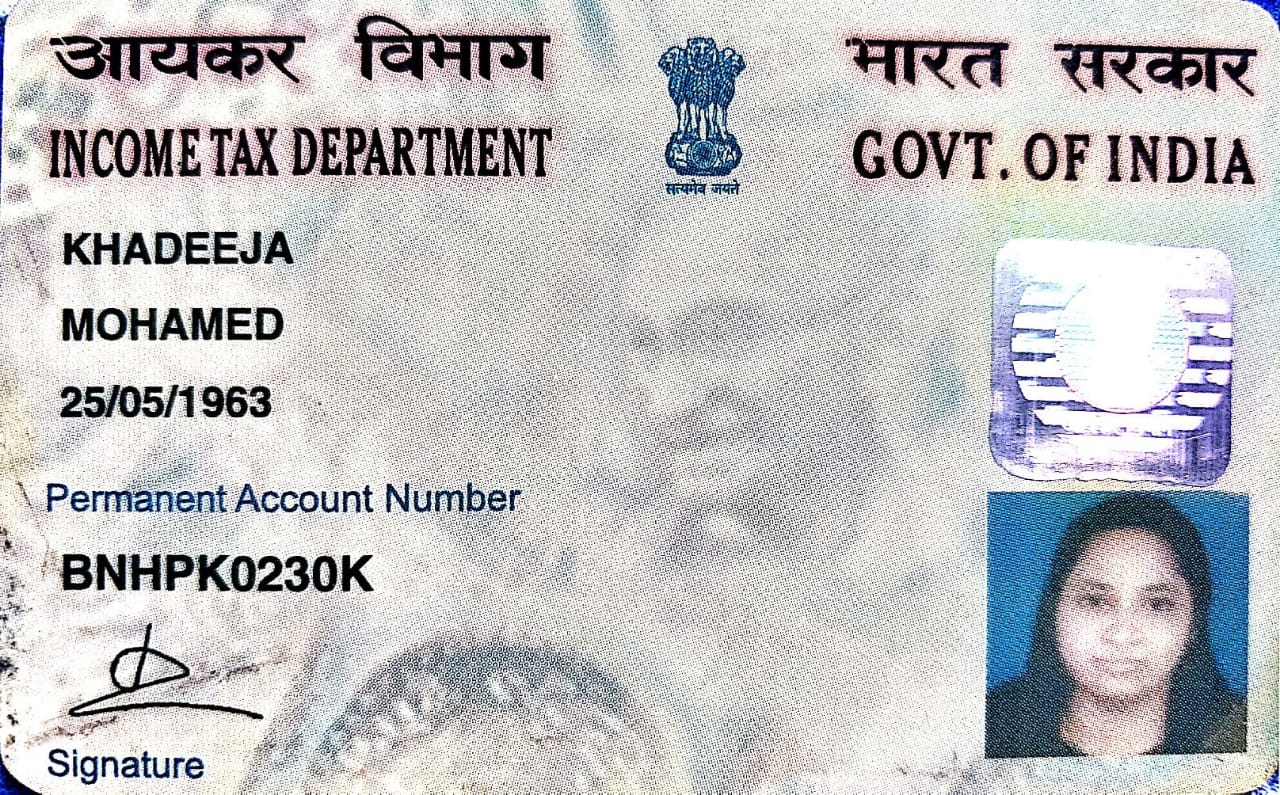 आयकर विभाग
INCOME TAX DEPARTMENT
सत्यमेव जयते
भारत सरकार
GOVT. OF INDIA
KHADEEJA
MOHAMED
25/05/1963
Permanent Account Number
BNHPK0230K
Signature